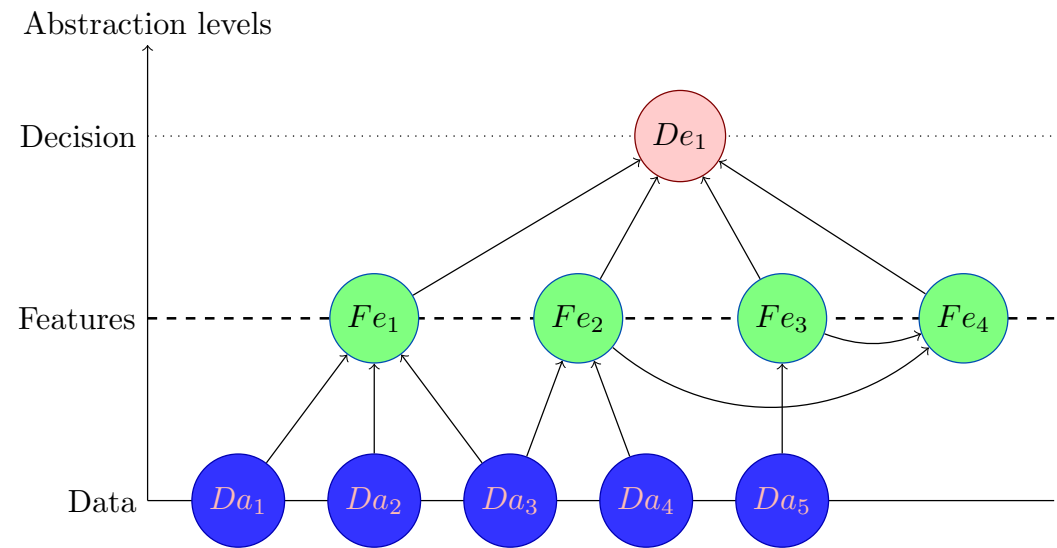 Abstraction levels
Decision
De₁
Features
Fe₁ Fe₂ Fe₃ Fe₄
Data
Da₁ Da₂ Da₃ Da₄ Da₅